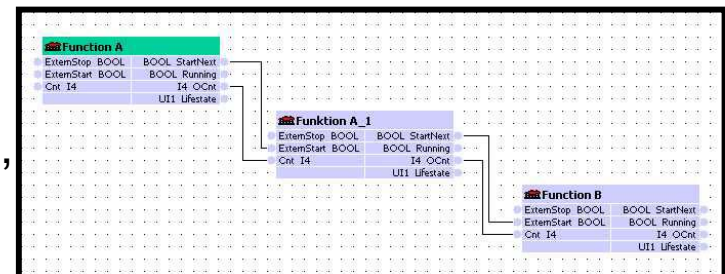 Function A
ExternStop BOOL BOOL StartNext
ExternStart BOOL BOOL Running
Cnt I4 I4 OCnt
UI1 Lifestate
Funktion A_1
ExternStop BOOL BOOL StartNext
ExternStart BOOL BOOL Running
Cnt I4 I4 OCnt
UI1 Lifestate
,
Function B
ExternStop BOOL BOOL StartNext
ExternStart BOOL BOOL Running
Cnt I4 I4 OCnt
UI1 Lifestate